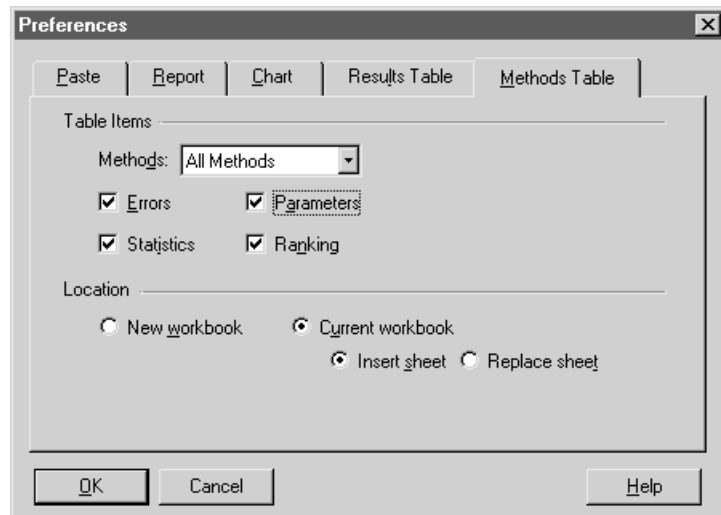 Preferences
Paste Report Chart Results Table Methods Table
Table Items
Methods: All Methods
Errors Parameters
Statistics Ranking
Location
New workbook Current workbook
Insert sheet Replace sheet
OK Cancel Help